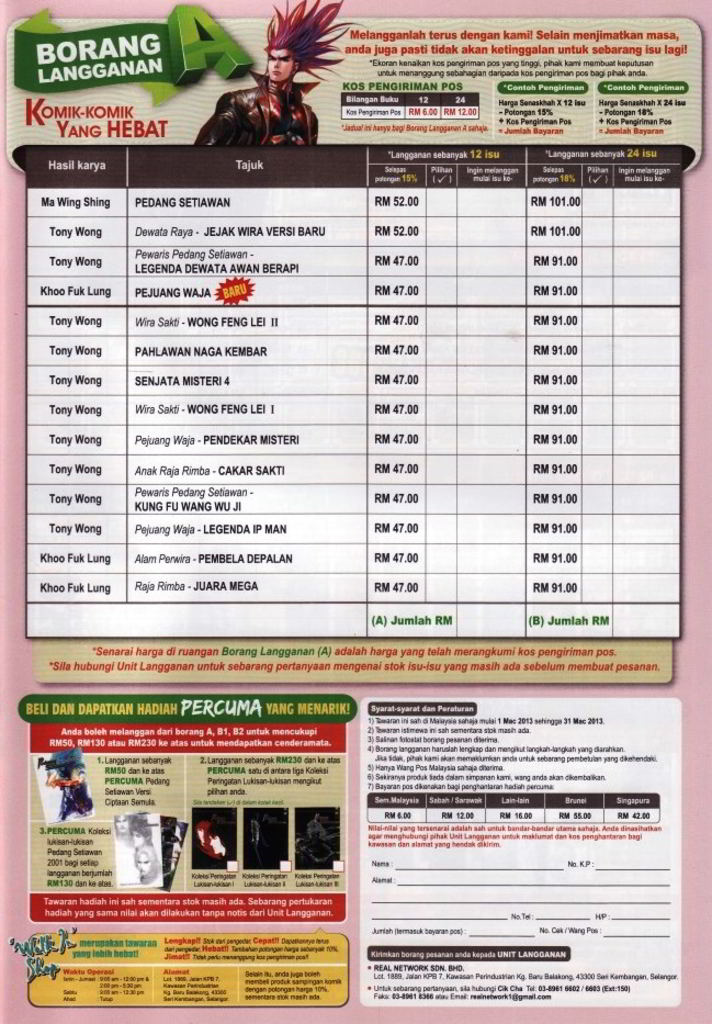 BORANG
LANGGANAN
A
KOMIK-KOMIK
YANG HEBAT
Melangganlah terus dengan kami! Selain menjimatkan masa,
anda juga pasti tidak akan ketinggalan untuk sebarang isu lagi!
*Ekoran kenaikan kos pengiriman pos yang tinggi, pihak kami membuat keputusan
untuk menanggung sebahagian daripada kos pengiriman pos bagi pihak anda.
KOS PENGIRIMAN POS
Bilangan Buku 12 24
Kos Pengiriman Pos RM 6.00 RM 12.00
*Jadual ini hanya bagi Borang Langganan A sahaja.
*Contoh Pengiriman
Harga Senaskhah X 12 isu
- Potongan 15%
+ Kos Pengiriman Pos
= Jumlah Bayaran
*Contoh Pengiriman
Harga Senaskhah X 24 isu
- Potongan 18%
+ Kos Pengiriman Pos
= Jumlah Bayaran
Hasil karya Tajuk *Langganan sebanyak 12 isu *Langganan sebanyak 24 isu
Selepas potongan 15% Pilihan (✓) Ingin melanggan mulai isu ke- Selepas potongan 18% Pilihan (✓) Ingin melanggan mulai isu ke-
Ma Wing Shing PEDANG SETIAWAN RM 52.00 RM 101.00
Tony Wong Dewata Raya - JEJAK WIRA VERSI BARU RM 52.00 RM 101.00
Tony Wong Pewaris Pedang Setiawan - LEGENDA DEWATA AWAN BERAPI RM 47.00 RM 91.00
Khoo Fuk Lung PEJUANG WAJA BARU RM 47.00 RM 91.00
Tony Wong Wira Sakti - WONG FENG LEI II RM 47.00 RM 91.00
Tony Wong PAHLAWAN NAGA KEMBAR RM 47.00 RM 91.00
Tony Wong SENJATA MISTERI 4 RM 47.00 RM 91.00
Tony Wong Wira Sakti - WONG FENG LEI I RM 47.00 RM 91.00
Tony Wong Pejuang Waja - PENDEKAR MISTERI RM 47.00 RM 91.00
Tony Wong Anak Raja Rimba - CAKAR SAKTI RM 47.00 RM 91.00
Tony Wong Pewaris Pedang Setiawan - KUNG FU WANG WU JI RM 47.00 RM 91.00
Tony Wong Pejuang Waja - LEGENDA IP MAN RM 47.00 RM 91.00
Khoo Fuk Lung Alam Perwira - PEMBELA DEPALAN RM 47.00 RM 91.00
Khoo Fuk Lung Raja Rimba - JUARA MEGA RM 47.00 RM 91.00
(A) Jumlah RM (B) Jumlah RM
*Senarai harga di ruangan Borang Langganan (A) adalah harga yang telah merangkumi kos pengiriman pos.
*Sila hubungi Unit Langganan untuk sebarang pertanyaan mengenai stok isu-isu yang masih ada sebelum membuat pesanan.
BELI DAN DAPATKAN HADIAH PERCUMA YANG MENARIK!
Anda boleh melanggan dari borang A, B1, B2 untuk mencukupi
RM50, RM130 atau RM230 ke atas untuk mendapatkan cenderamata.
1.Langganan sebanyak
RM50 dan ke atas
PERCUMA Pedang
Setiawan Versi
Ciptaan Semula.
2.Langganan sebanyak RM230 dan ke atas
PERCUMA satu di antara tiga Koleksi
Peringatan Lukisan-lukisan mengikut
pilihan anda.
Sila tandakan (✓) di dalam kotak kecil.
3.PERCUMA Koleksi
lukisan-lukisan
Pedang Setiawan
2001 bagi setiap
langganan berjumlah
RM130 dan ke atas.
Koleksi Peringatan
Lukisan-lukisan I
Koleksi Peringatan
Lukisan-lukisan II
Koleksi Peringatan
Lukisan-lukisan III
Tawaran hadiah ini sah sementara stok masih ada. Sebarang pertukaran
hadiah yang sama nilai akan dilakukan tanpa notis dari Unit Langganan.
"Walk In"
Shop
merupakan tawaran
yang lebih hebat!
Lengkap!! Stok dari pengedar, Cepat!! Dapatkannya terus
dari pengedar, Hebat!! Tambahan potongan harga sebanyak 10%,
Jimat!! Tidak perlu menanggung kos pengiriman pos!!
Waktu Operasi
Isnin - Jumaat : 9:05 am - 12:00 pm &
2:00 pm - 5:30 pm
Sabtu : 9:05 am - 12:30 pm
Ahad : Tutup
Alamat
Lot. 1889, Jalan KPB 7,
Kawasan Perindustrian
Kg. Baru Balakong, 43300
Seri Kembangan, Selangor.
Selain itu, anda juga boleh
membeli produk sampingan komik
dengan potongan harga 10%,
sementara stok masih ada.
Syarat-syarat dan Peraturan
1) Tawaran ini sah di Malaysia sahaja mulai 1 Mac 2013 sehingga 31 Mac 2013.
2) Tawaran istimewa ini sah sementara stok masih ada.
3) Salinan fotostat borang pesanan diterima.
4) Borang langganan haruslah lengkap dan mengikut langkah-langkah yang diarahkan.
Jika tidak, pihak kami akan memaklumkan anda untuk sebarang pembetulan yang dikehendaki.
5) Hanya Wang Pos Malaysia sahaja diterima.
6) Sekiranya produk tiada dalam simpanan kami, wang anda akan dikembalikan.
7) Bayaran pos dikenakan bagi penghantaran hadiah percuma:
Sem.Malaysia Sabah / Sarawak Lain-lain Brunei Singapura
RM 6.00 RM 12.00 RM 16.00 RM 55.00 RM 42.00
Nilai-nilai yang tersenarai adalah sah untuk bandar-bandar utama sahaja. Anda dinasihatkan
agar menghubungi pihak Unit Langganan untuk maklumat dan kos penghantaran bagi
kawasan dan alamat yang hendak dikirim.
Nama : No. K.P :
Alamat :
No.Tel : H/P :
Jumlah (termasuk bayaran pos) : No. Cek / Wang Pos :
Kirimkan borang pesanan anda kepada UNIT LANGGANAN
• REAL NETWORK SDN. BHD.
Lot. 1889, Jalan KPB 7, Kawasan Perindustrian Kg. Baru Balakong, 43300 Seri Kembangan, Selangor.
• Untuk sebarang pertanyaan, sila hubungi Cik Cha Tel: 03-8961 6602 / 6603 (Ext:150)
Faks: 03-8961 8366 atau Email: realnetwork1@gmail.com